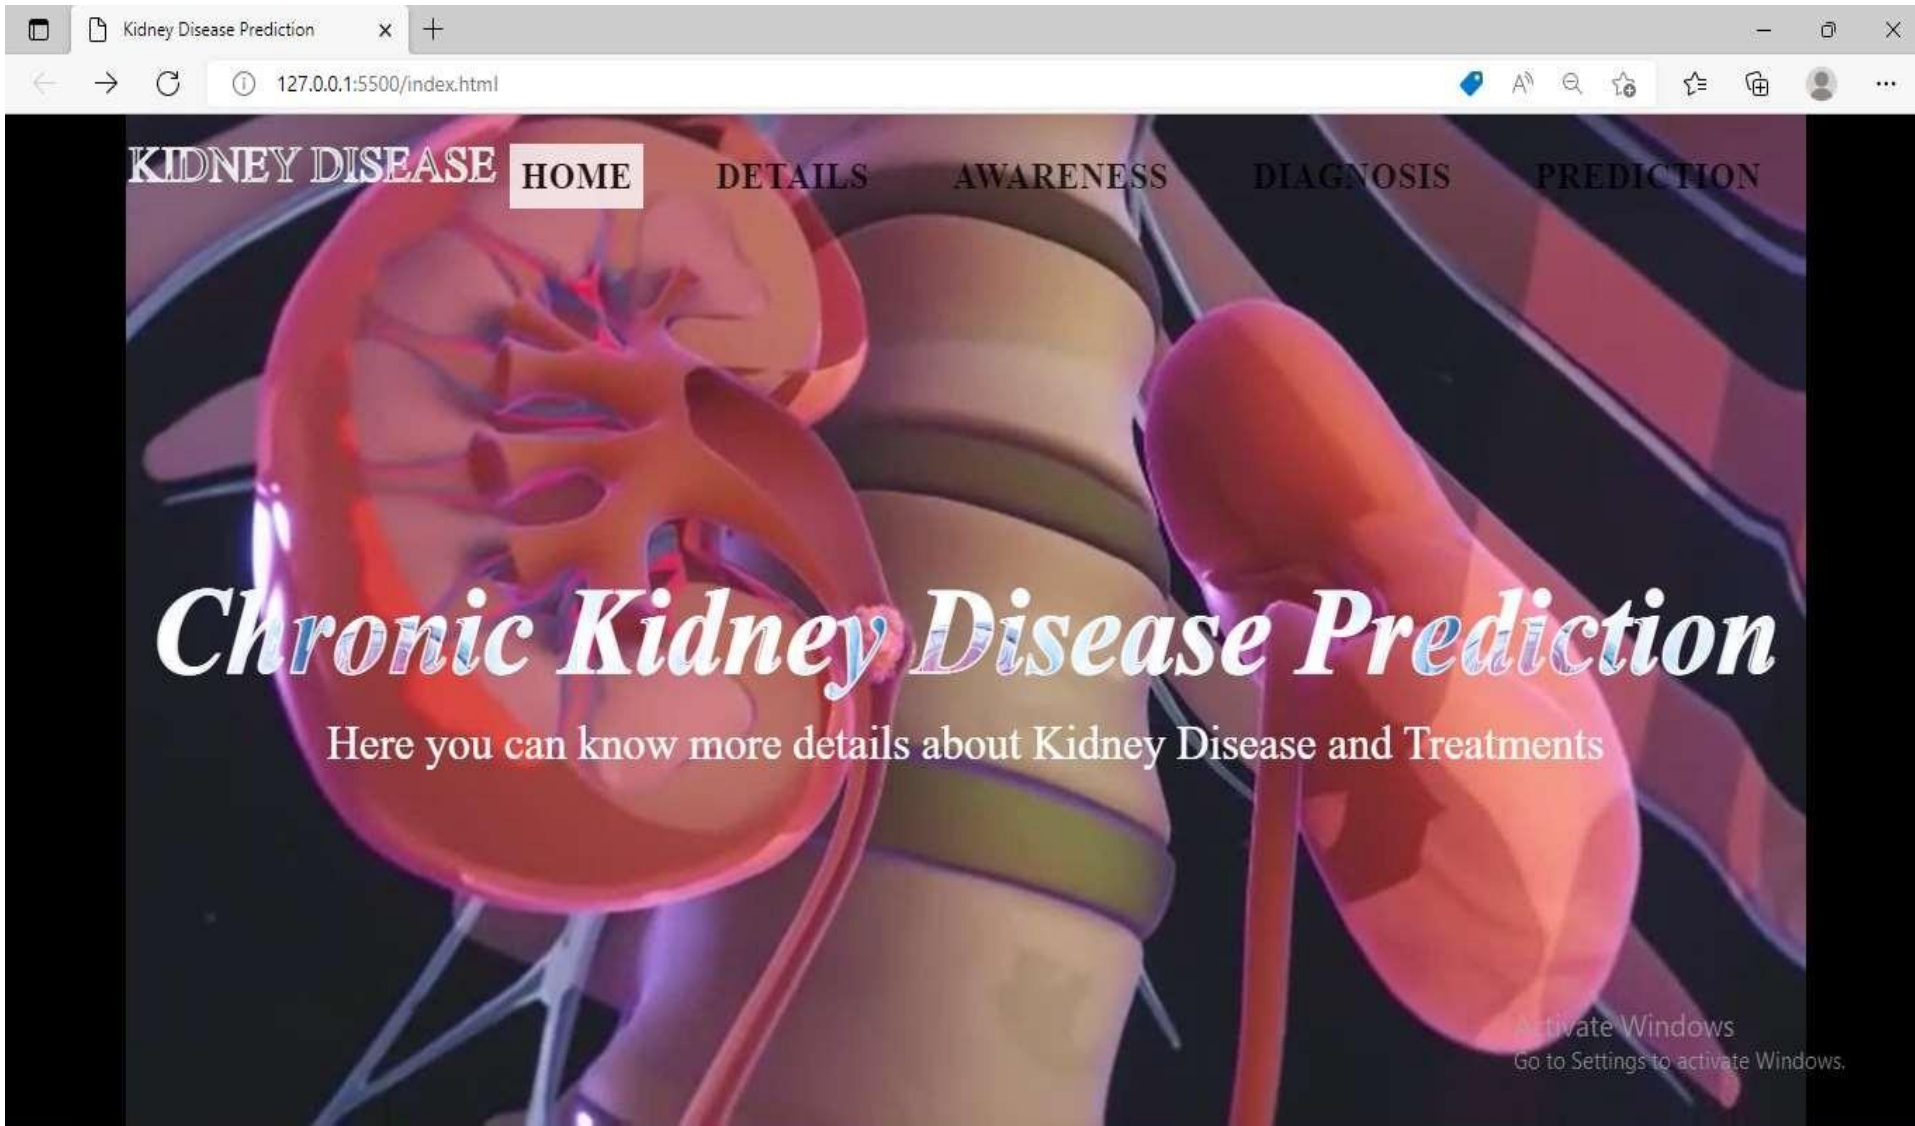 Kidney Disease Prediction
127.0.0.1:5500/index.html
KIDNEY DISEASE HOME DETAILS AWARENESS DIAGNOSIS PREDICTION
Chronic Kidney Disease Prediction
Here you can know more details about Kidney Disease and Treatments
Activate Windows
Go to Settings to activate Windows.